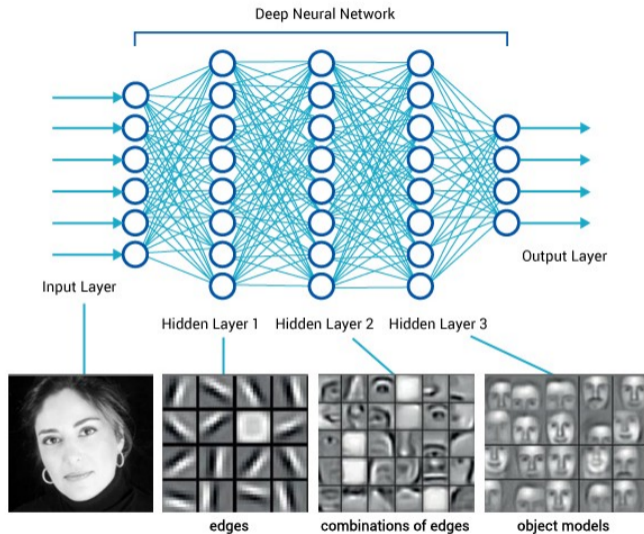 Deep Neural Network
Input Layer
Output Layer
Hidden Layer 1
Hidden Layer 2
Hidden Layer 3
edges
combinations of edges
object models